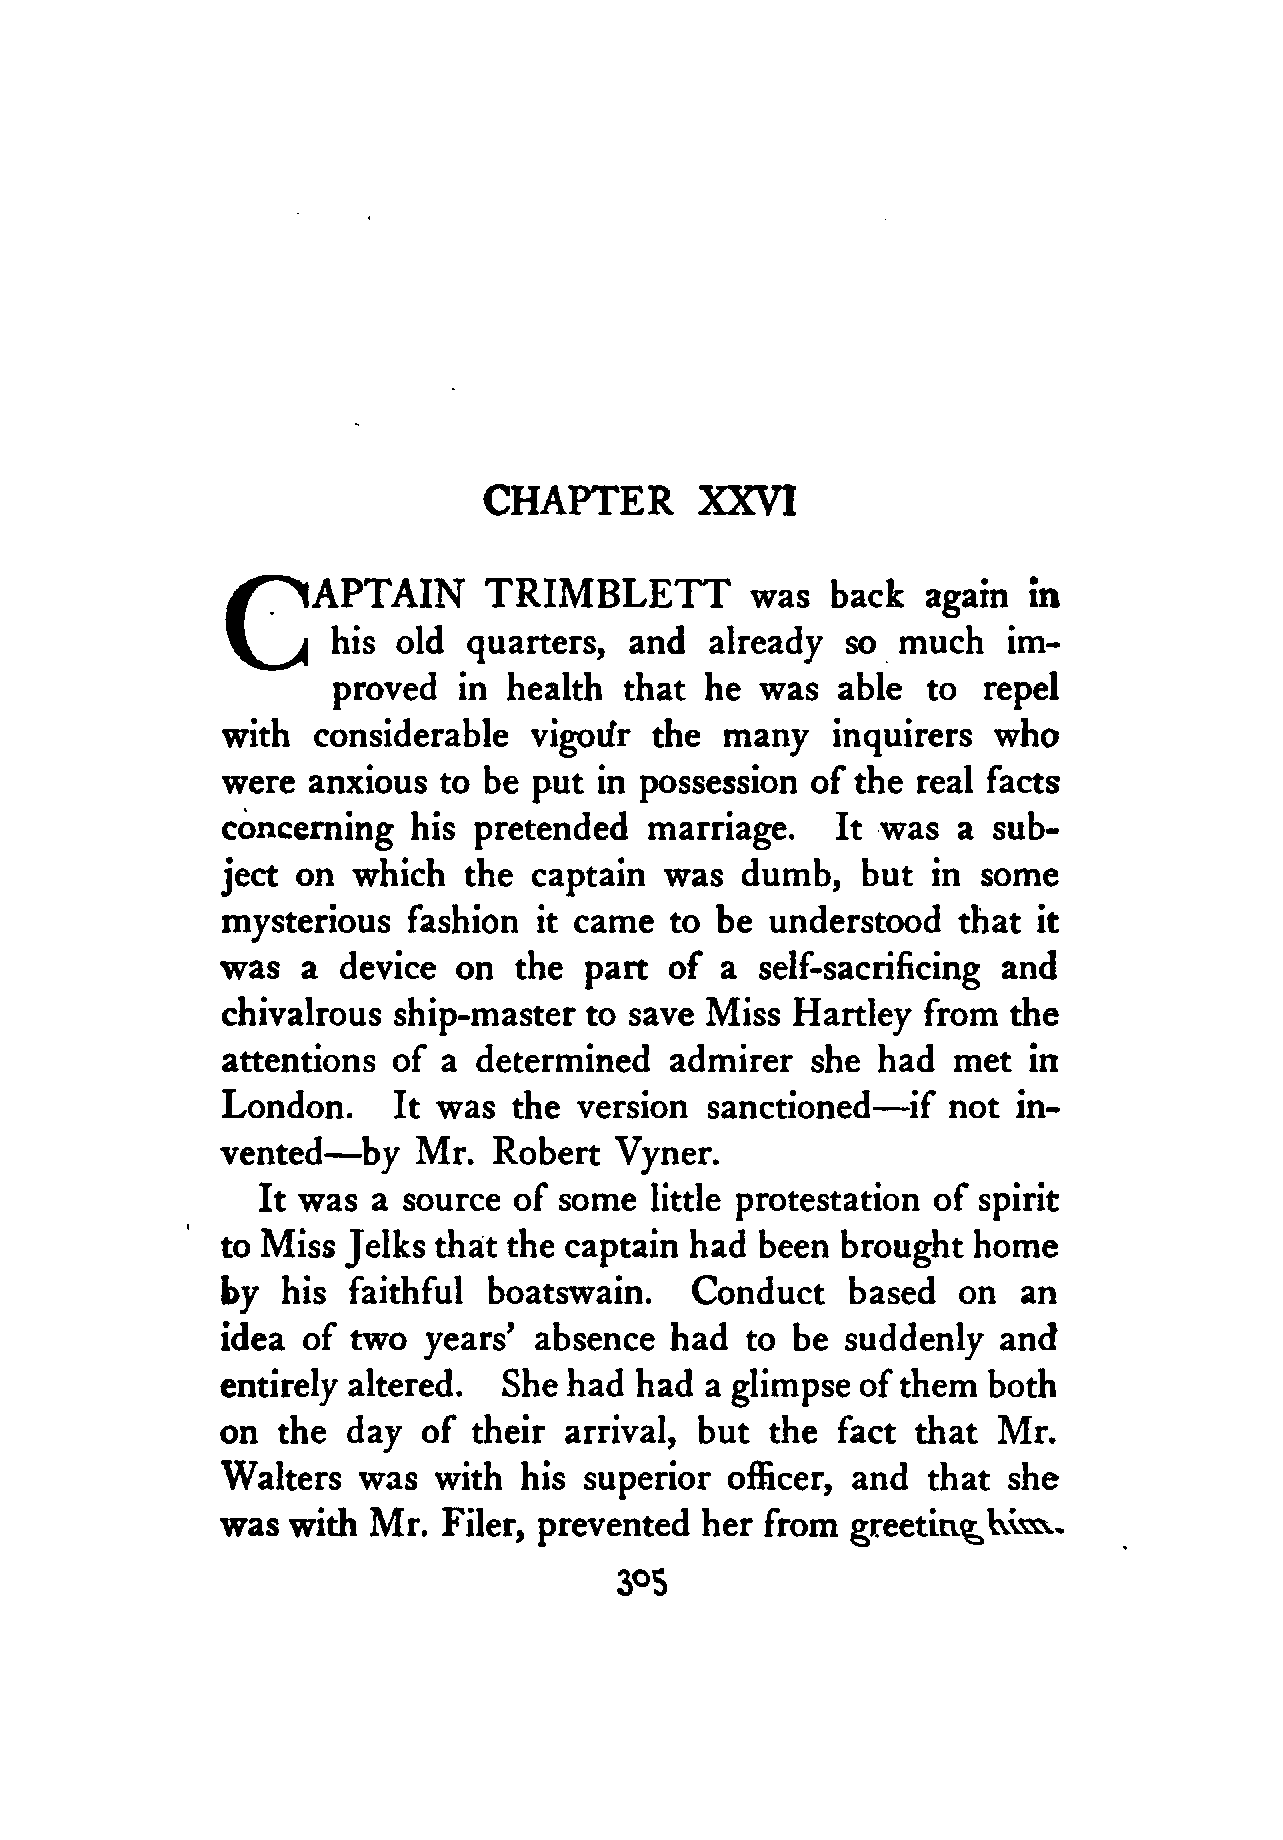 CHAPTER XXVI
CAPTAIN TRIMBLETT was back again in
his old quarters, and already so much im-
proved in health that he was able to repel
with considerable vigour the many inquirers who
were anxious to be put in possession of the real facts
concerning his pretended marriage. It was a sub-
ject on which the captain was dumb, but in some
mysterious fashion it came to be understood that it
was a device on the part of a self-sacrificing and
chivalrous ship-master to save Miss Hartley from the
attentions of a determined admirer she had met in
London. It was the version sanctioned—if not in-
vented—by Mr. Robert Vyner.
It was a source of some little protestation of spirit
to Miss Jelks that the captain had been brought home
by his faithful boatswain. Conduct based on an
idea of two years' absence had to be suddenly and
entirely altered. She had had a glimpse of them both
on the day of their arrival, but the fact that Mr.
Walters was with his superior officer, and that she
was with Mr. Filer, prevented her from greeting him.
305